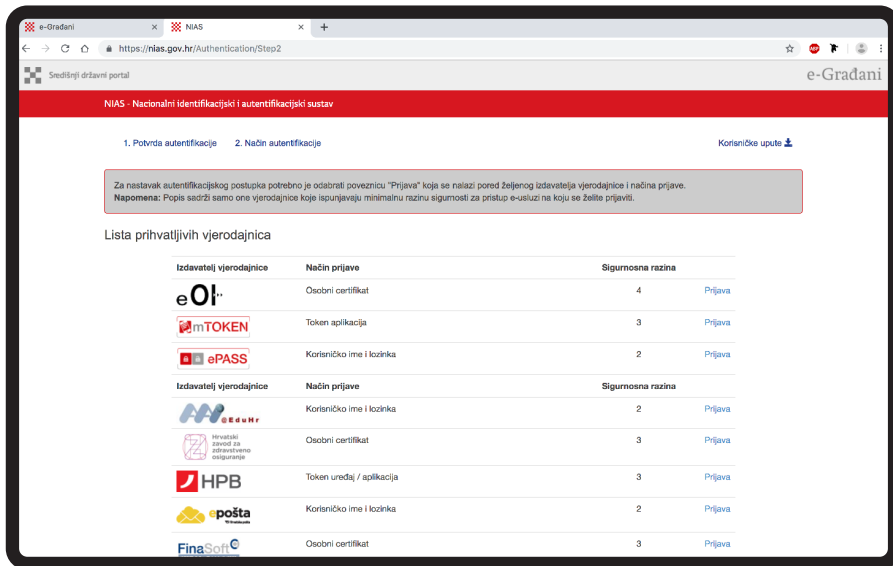 e-Građani
NIAS
https://nias.gov.hr/Authentication/Step2
Središnji državni portal
e-Građani
NIAS - Nacionalni identifikacijski i autentifikacijski sustav
1. Potvrda autentifikacije 2. Način autentifikacije Korisničke upute
Za nastavak autentifikacijskog postupka potrebno je odabrati poveznicu "Prijava" koja se nalazi pored željenog izdavatelja vjerodajnice i načina prijave.
Napomena: Popis sadrži samo one vjerodajnice koje ispunjavaju minimalnu razinu sigurnosti za pristup e-usluzi na koju se želite prijaviti.
Lista prihvatljivih vjerodajnica
Izdavatelj vjerodajnice Način prijave Sigurnosna razina
eOI Osobni certifikat 4 Prijava
mTOKEN Token aplikacija 3 Prijava
ePASS Korisničko ime i lozinka 2 Prijava
Izdavatelj vjerodajnice Način prijave Sigurnosna razina
AAI@EduHr Korisničko ime i lozinka 2 Prijava
Hrvatski
zavod za
zdravstveno
osiguranje
Osobni certifikat 3 Prijava
HPB Token uređaj / aplikacija 3 Prijava
epošta Korisničko ime i lozinka 2 Prijava
FinaSoft Osobni certifikat 3 Prijava